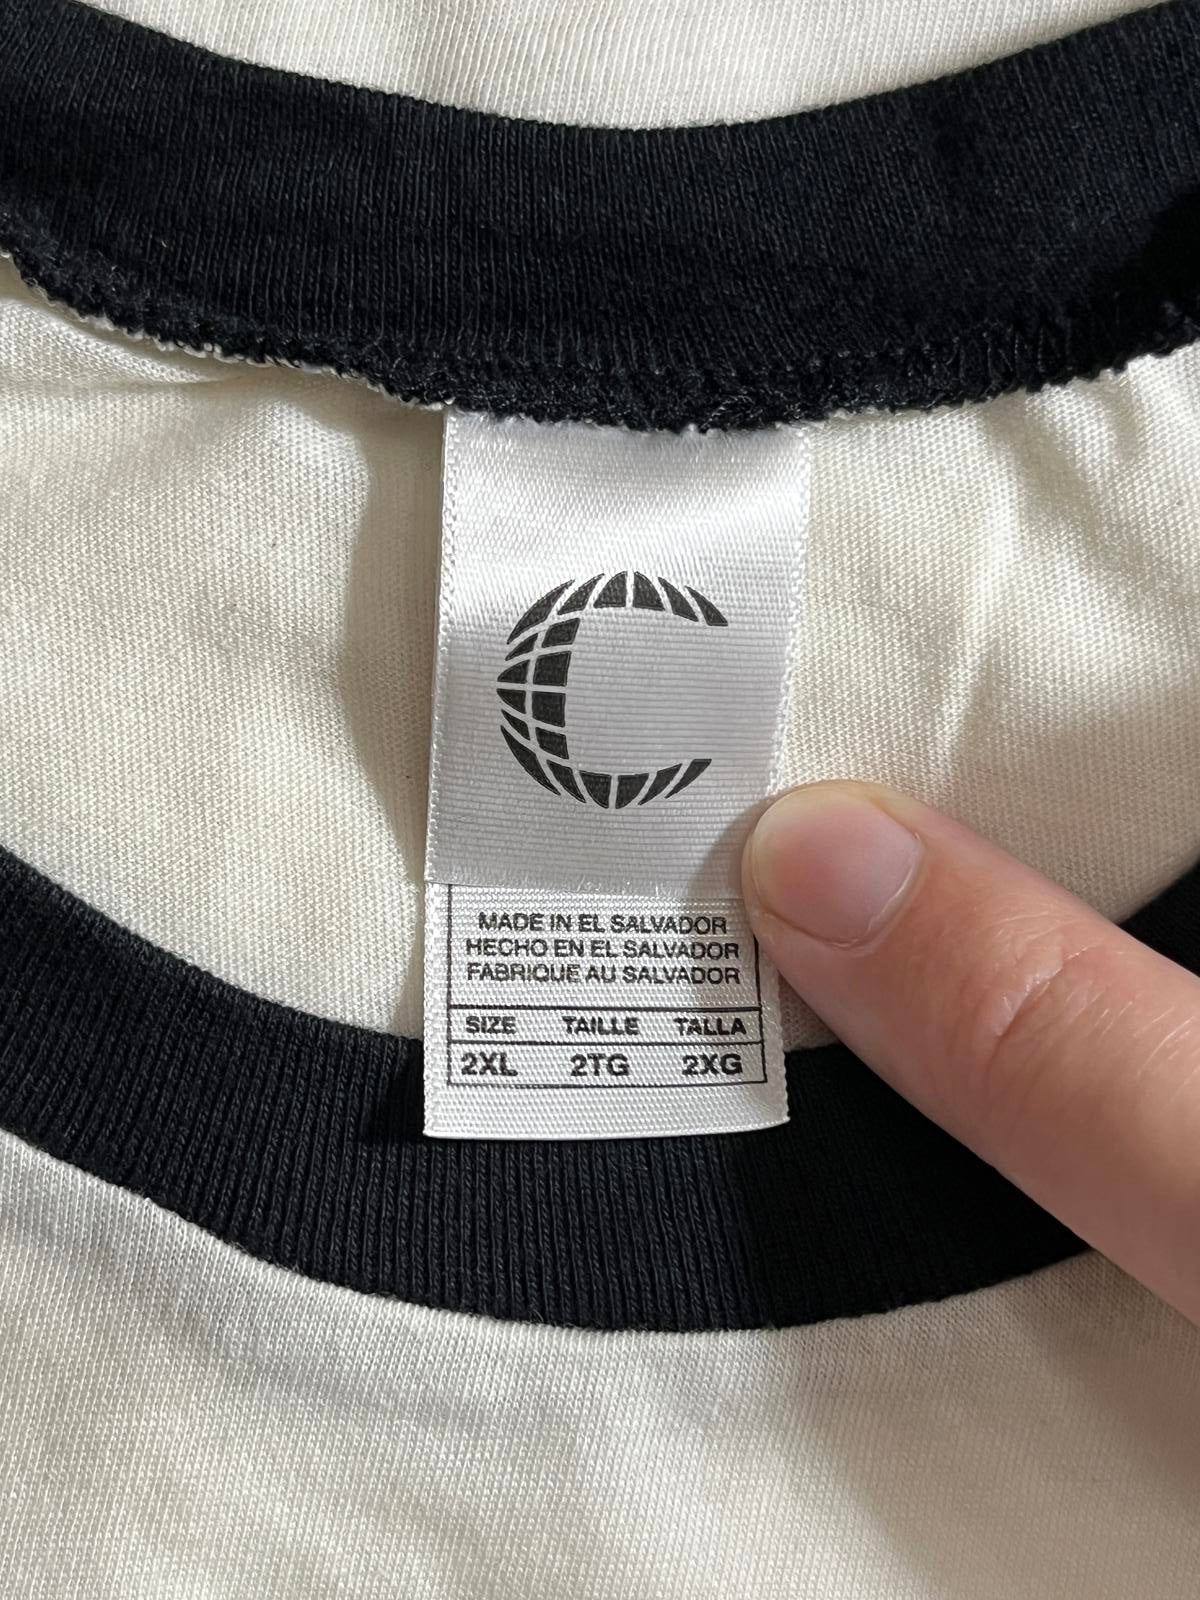 C
MADE IN EL SALVADOR
HECHO EN EL SALVADOR
FABRIQUE AU SALVADOR
SIZE TAILLE TALLA
2XL 2TG 2XG